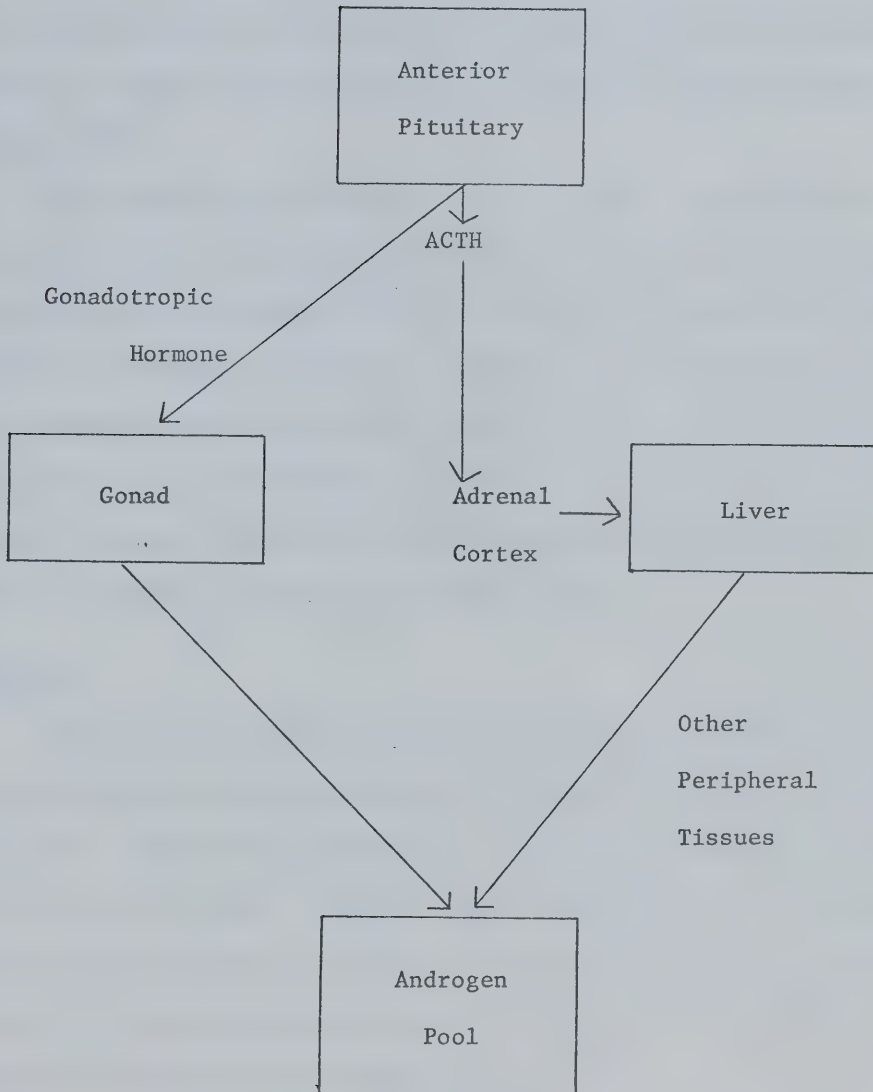 Anterior
Pituitary
ACTH
Gonadotropic
Hormone
Gonad
Adrenal
Cortex
Liver
Other
Peripheral
Tissues
Androgen
Pool